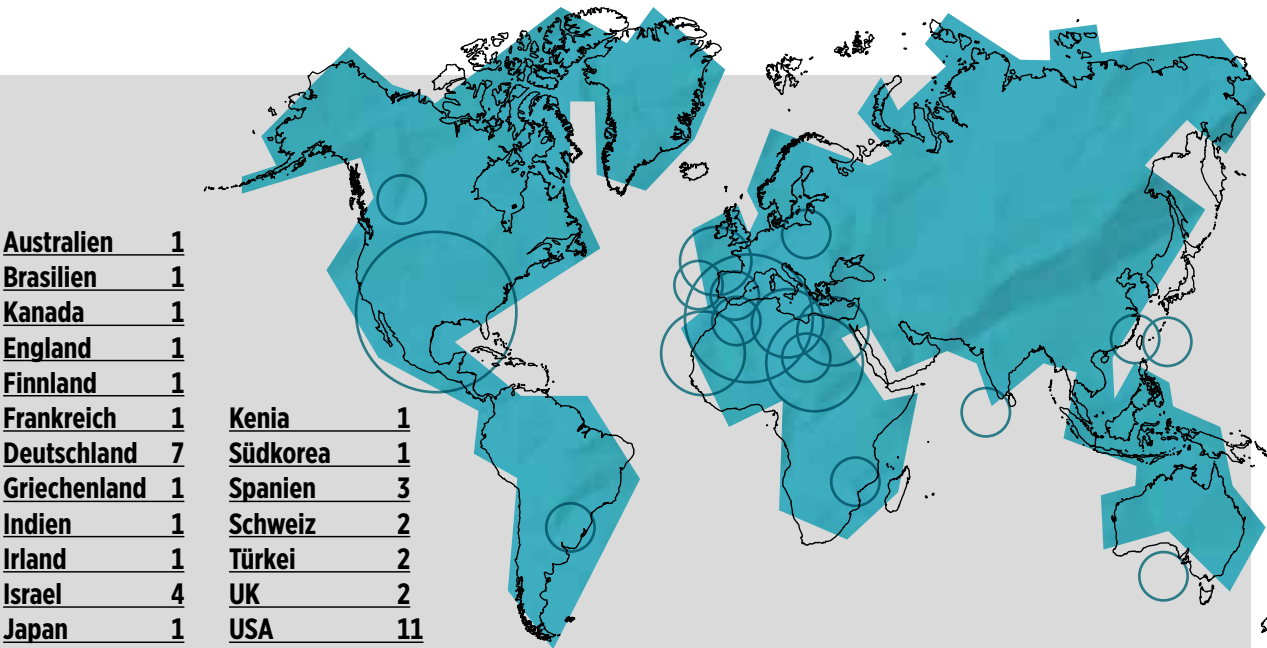 Australien 1
Brasilien 1
Kanada 1
England 1
Finnland 1
Frankreich 1
Deutschland 7
Griechenland 1
Indien 1
Irland 1
Israel 4
Japan 1
Kenia 1
Südkorea 1
Spanien 3
Schweiz 2
Türkei 2
UK 2
USA 11